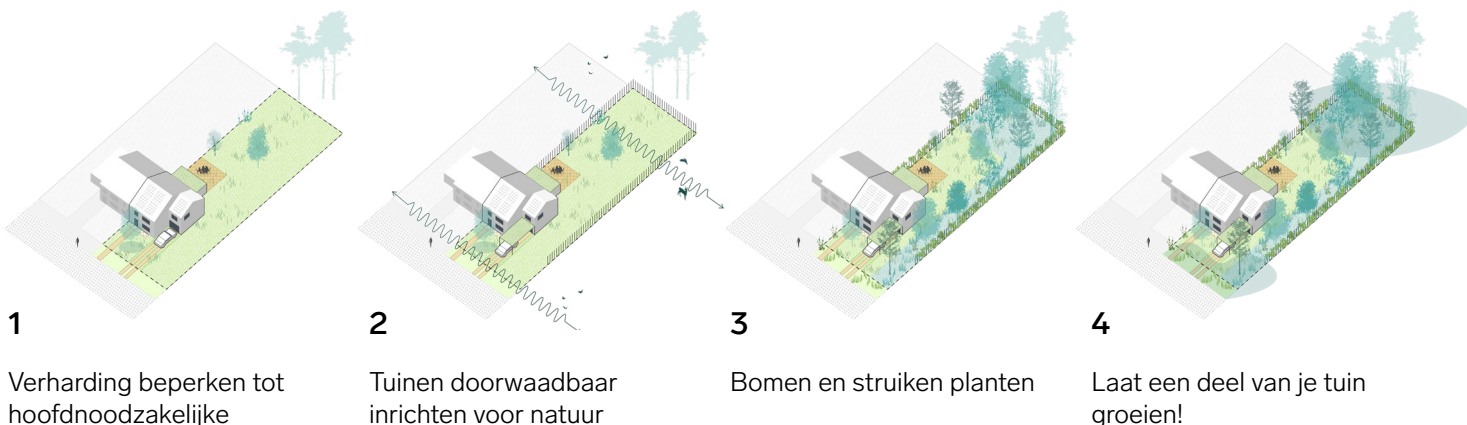 1
Verharding beperken tot
hoofdnoodzakelijke
2
Tuinen doorwaadbaar
inrichten voor natuur
3
Bomen en struiken planten
4
Laat een deel van je tuin
groeien!